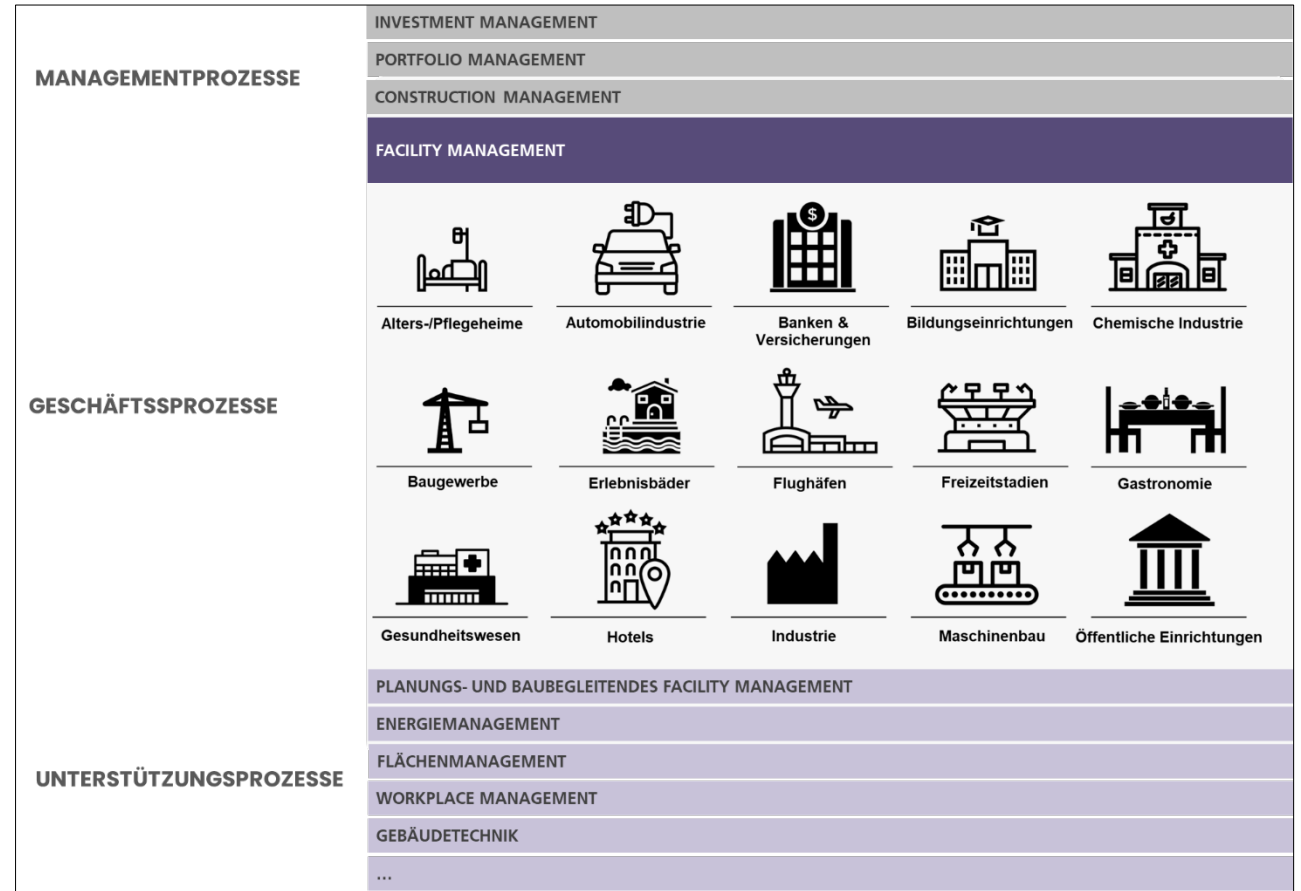 INVESTMENT MANAGEMENT
PORTFOLIO MANAGEMENT
MANAGEMENTPROZESSE
CONSTRUCTION MANAGEMENT
FACILITY MANAGEMENT
$
Alters-/Pflegeheime
Automobilindustrie
Banken &
Versicherungen
Bildungseinrichtungen
Chemische Industrie
GESCHÄFTSSPROZESSE
Baugewerbe
Erlebnisbäder
Flughäfen
Freizeitstadien
Gastronomie
Gesundheitswesen
Hotels
Industrie
Maschinenbau
Öffentliche Einrichtungen
PLANUNGS- UND BAUBEGLEITENDES FACILITY MANAGEMENT
ENERGIEMANAGEMENT
FLÄCHENMANAGEMENT
UNTERSTÜTZUNGSPROZESSE
WORKPLACE MANAGEMENT
GEBÄUDETECHNIK
...